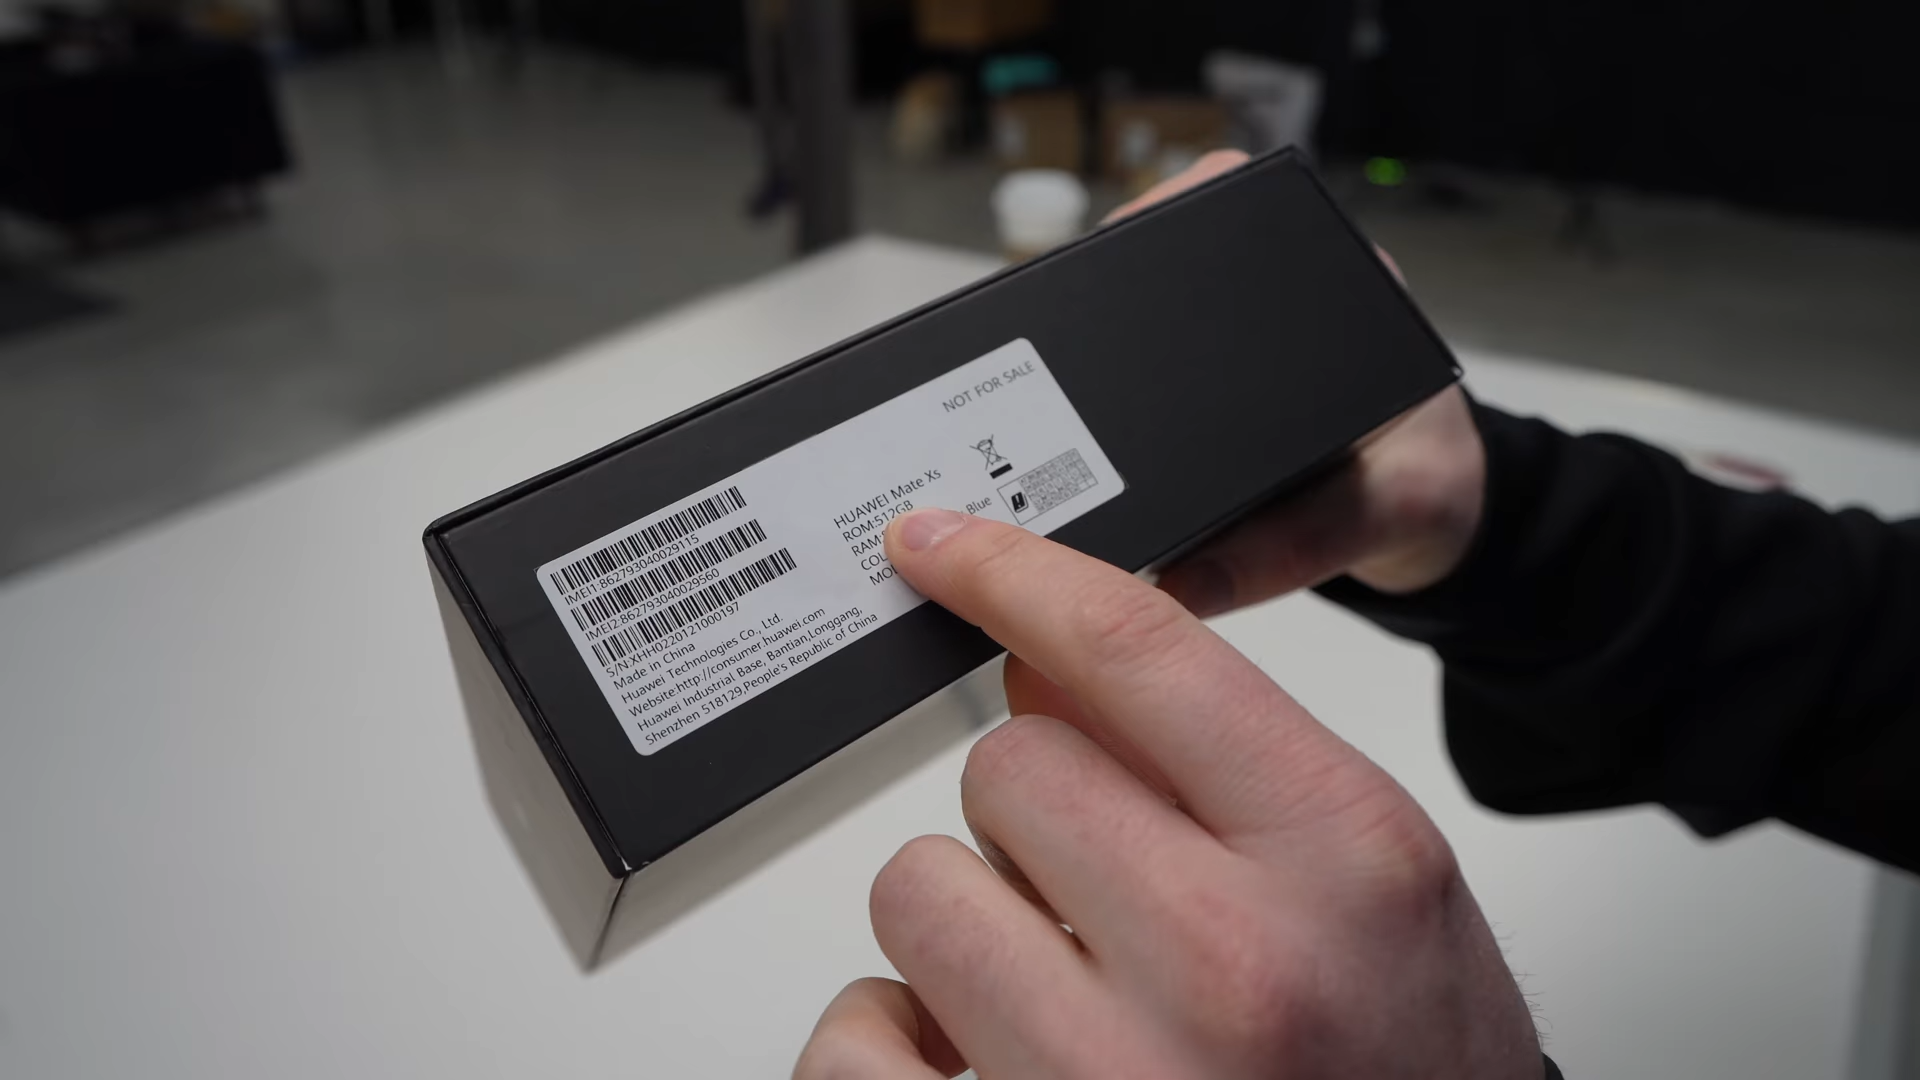 NOT FOR SALE
IMEI1:862793040029115
IMEI2:862793040029560
S/N:XHH0220121000197
Made in China
Huawei Technologies Co., Ltd.
Website:http://consumer.huawei.com
Huawei Industrial Base, Bantian,Longgang,
Shenzhen 518129,People's Republic of China
HUAWEI Mate Xs
ROM:512GB
RAM:
Blue